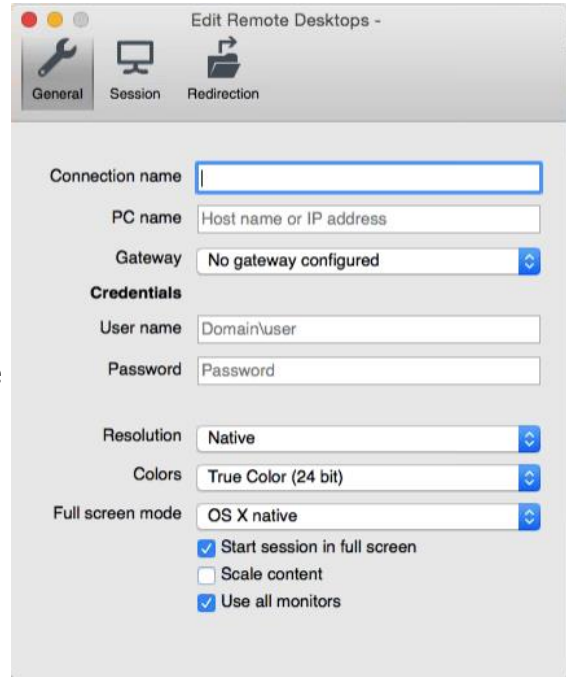 Edit Remote Desktops -
General Session Redirection
Connection name
PC name Host name or IP address
Gateway No gateway configured
Credentials
User name Domain\user
Password Password
Resolution Native
Colors True Color (24 bit)
Full screen mode OS X native
Start session in full screen
Scale content
Use all monitors